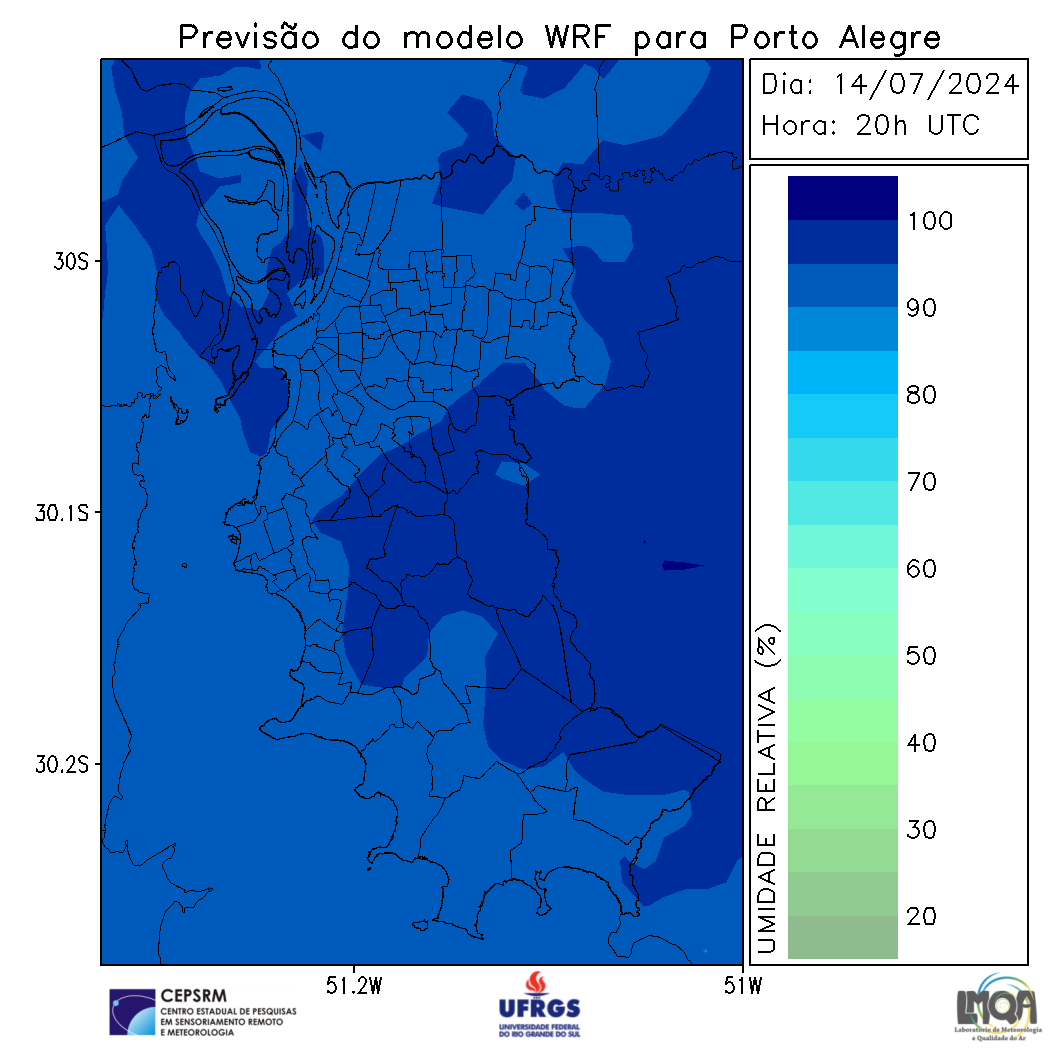 Previsão do modelo WRF para Porto Alegre
Dia: 14/07/2024
Hora: 20h UTC
30S
30.1S
30.2S
51.2W
51W
100
90
80
70
60
50
40
30
20
UMIDADE RELATIVA (%)
CEPSRM
CENTRO ESTADUAL DE PESQUISAS
EM SENSORIAMENTO REMOTO
E METEOROLOGIA
UFRGS
UNIVERSIDADE FEDERAL
DO RIO GRANDE DO SUL
LMQA
Laboratório de Meteorologia
e Qualidade do Ar